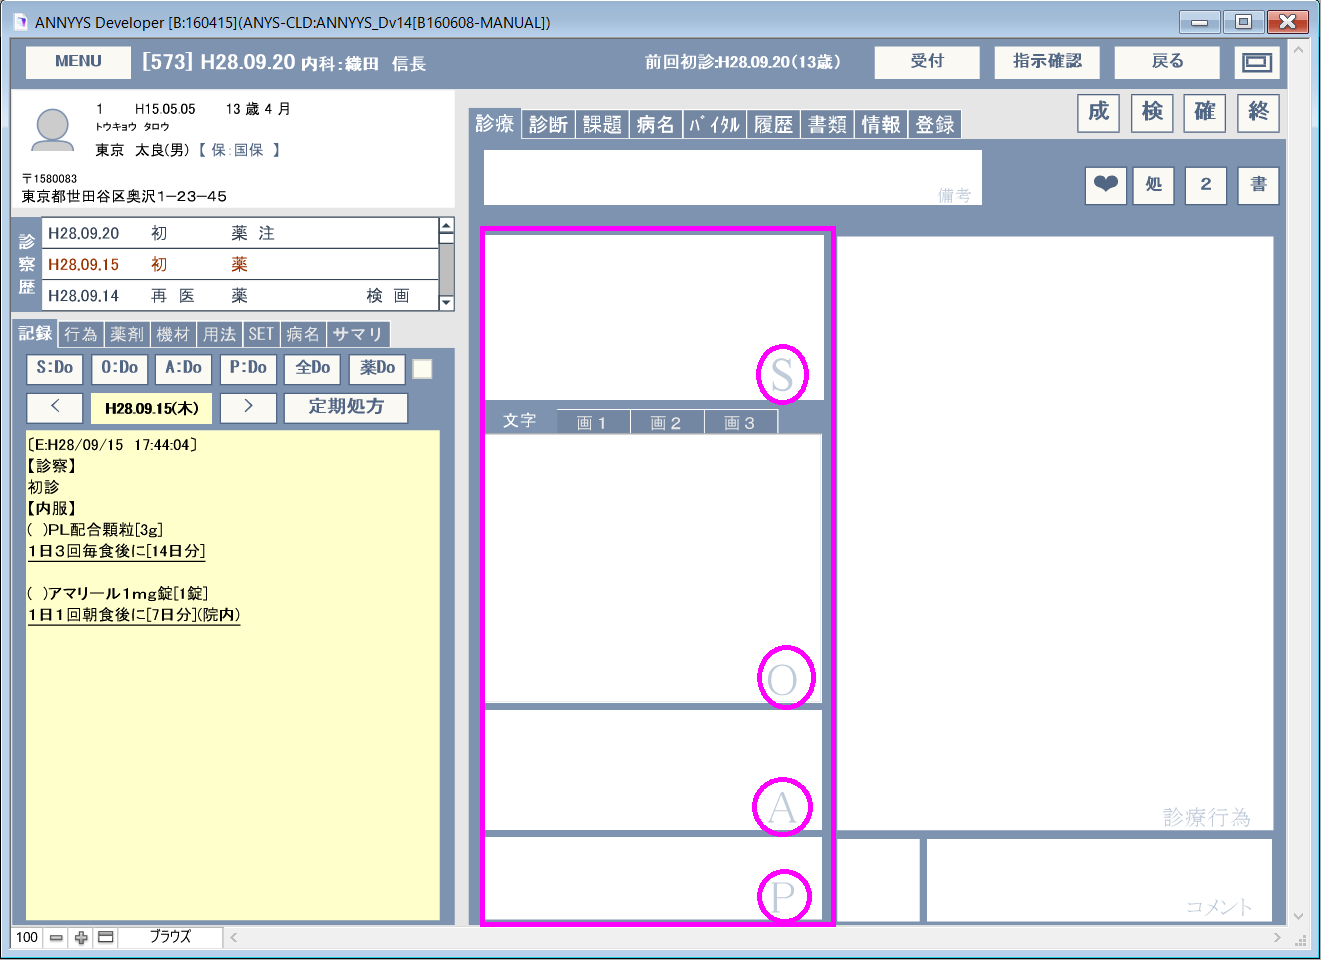 ANNYYS Developer [B:160415](ANYS-CLD:ANNYYS_Dv14[B160608-MANUAL])
MENU [573] H28.09.20 内科:織田 信長 前回初診:H28.09.20(13歳) 受付 指示確認 戻る
1 H15.05.05 13 歳 4 月
トウキョウ タロウ
東京 太良(男)【 保:国保 】
〒1580083
東京都世田谷区奥沢1-23-45
診察歴
H28.09.20 初 薬 注
H28.09.15 初 薬
H28.09.14 再 医 薬 検 画
記録 行為 薬剤 機材 用法 SET 病名 サマリ
S:Do O:Do A:Do P:Do 全Do 薬Do
< H28.09.15(木) > 定期処方
[E:H28/09/15 17:44:04]
【診察】
初診
【内服】
( )PL配合顆粒[3g]
1日3回毎食後に[14日分]
( )アマリール1mg錠[1錠]
1日1回朝食後に[7日分](院内)
診療 診断 課題 病名 バイタル 履歴 書類 情報 登録
成 検 確 終
備考
処 2 書
S
文字 画1 画2 画3
O
A
P
診療行為
コメント
100 ブラウズ